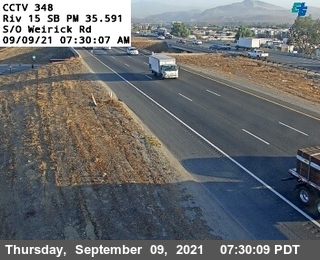 CCTV 348
Riv 15 SB PM 35.591
S/O Weirick Rd
09/09/21 07:30:07 AM
Thursday, September 09, 2021 07:30:09 PDT